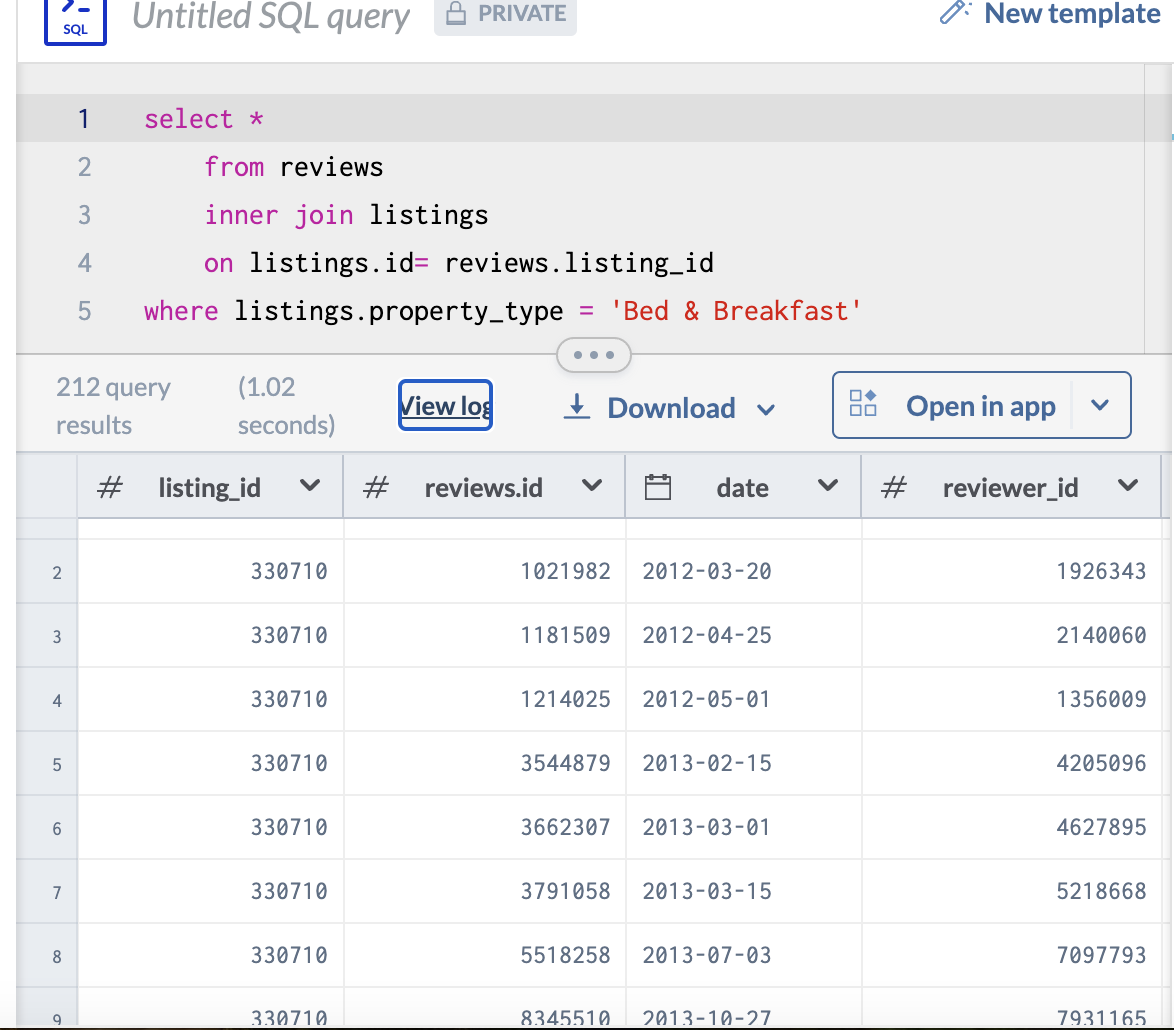 SQL Untitled SQL query PRIVATE New template
1 select *
2 from reviews
3 inner join listings
4 on listings.id= reviews.listing_id
5 where listings.property_type = 'Bed & Breakfast'
212 query results (1.02 seconds) View log Download Open in app
# listing_id # reviews.id date # reviewer_id
2 330710 1021982 2012-03-20 1926343
3 330710 1181509 2012-04-25 2140060
4 330710 1214025 2012-05-01 1356009
5 330710 3544879 2013-02-15 4205096
6 330710 3662307 2013-03-01 4627895
7 330710 3791058 2013-03-15 5218668
8 330710 5518258 2013-07-03 7097793
9 330710 8345510 2013-10-27 7931165